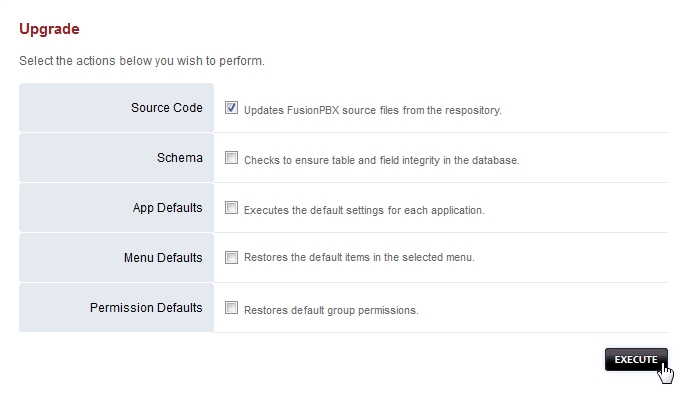 Upgrade
Select the actions below you wish to perform.
Source Code Updates FusionPBX source files from the respository.
Schema Checks to ensure table and field integrity in the database.
App Defaults Executes the default settings for each application.
Menu Defaults Restores the default items in the selected menu.
Permission Defaults Restores default group permissions.
EXECUTE